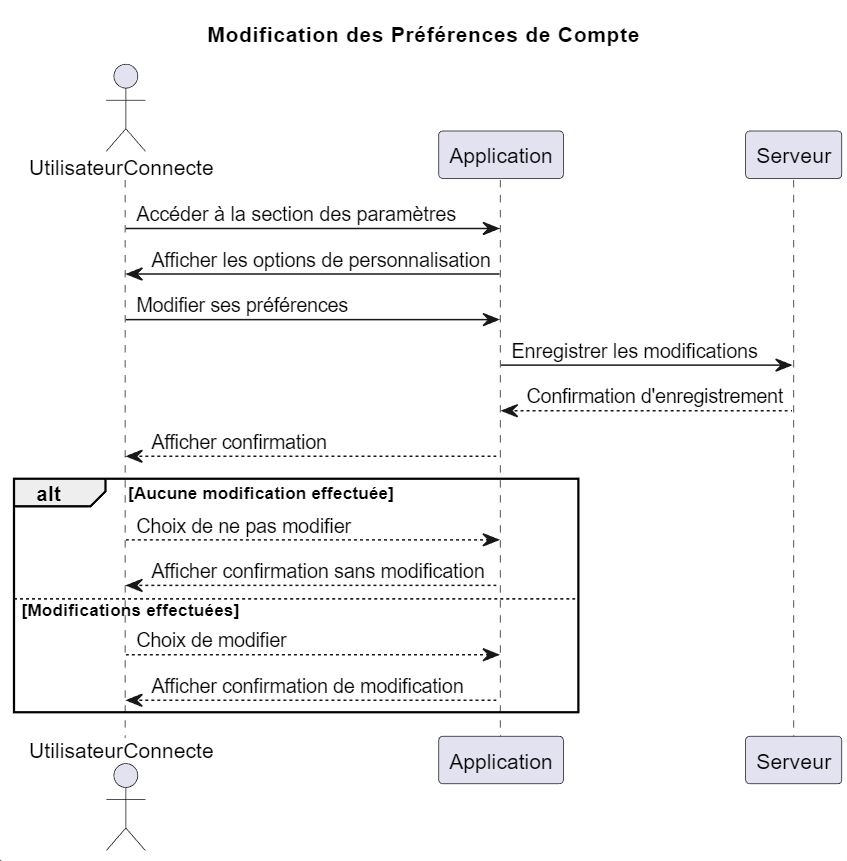 Modification des Préférences de Compte
UtilisateurConnecte
Application
Serveur
Accéder à la section des paramètres
Afficher les options de personnalisation
Modifier ses préférences
Enregistrer les modifications
Confirmation d'enregistrement
Afficher confirmation
alt
[Aucune modification effectuée]
Choix de ne pas modifier
Afficher confirmation sans modification
[Modifications effectuées]
Choix de modifier
Afficher confirmation de modification
UtilisateurConnecte
Application
Serveur